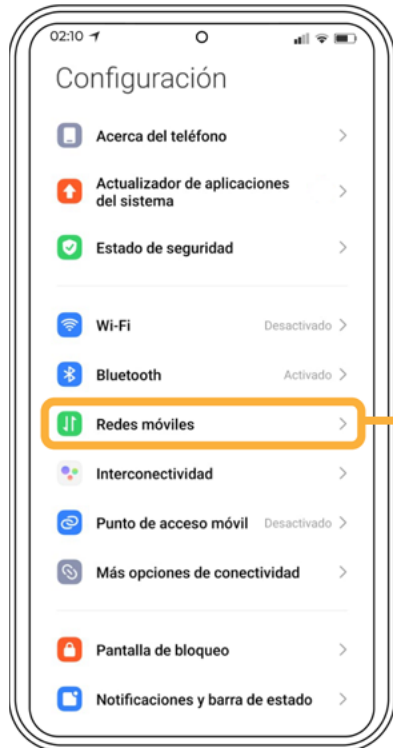 02:10
Configuración
Acerca del teléfono
Actualizador de aplicaciones
del sistema
Estado de seguridad
Wi-Fi Desactivado
Bluetooth Activado
Redes móviles
Interconectividad
Punto de acceso móvil Desactivado
Más opciones de conectividad
Pantalla de bloqueo
Notificaciones y barra de estado